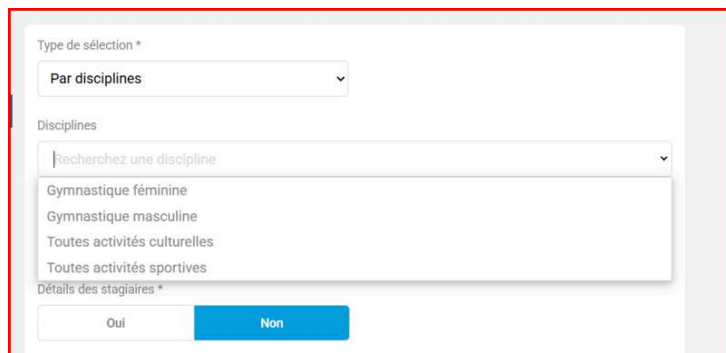 Type de sélection *
Par disciplines
Disciplines
Recherchez une discipline
Gymnastique féminine
Gymnastique masculine
Toutes activités culturelles
Toutes activités sportives
Détails des stagiaires *
Oui Non